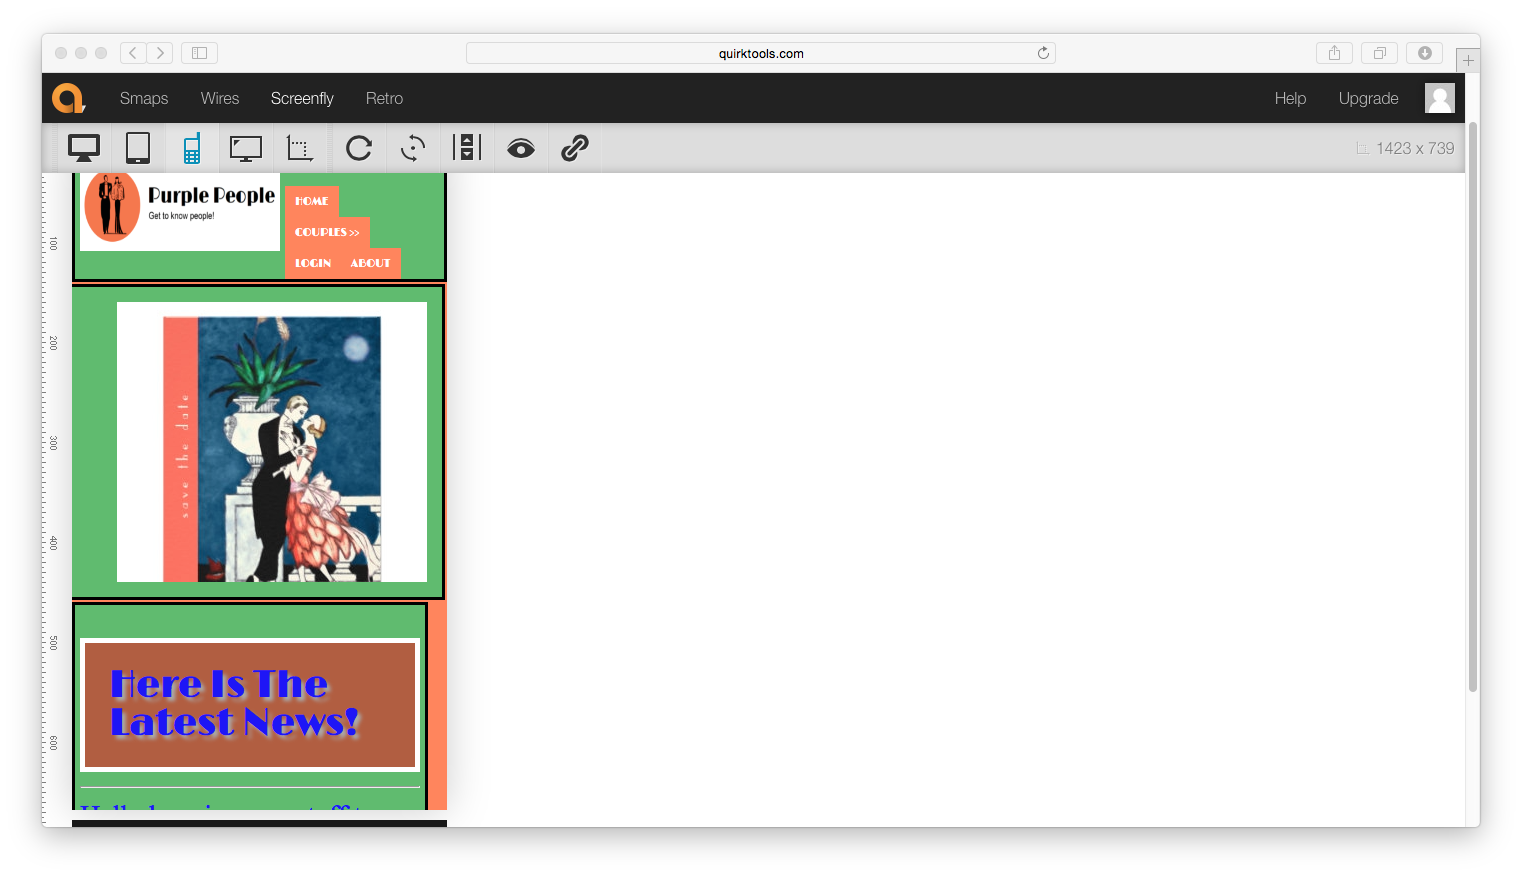 quirktools.com
Smaps Wires Screenfly Retro Help Upgrade
1423 x 739
Purple People
Get to know people!
HOME
COUPLES >>
LOGIN ABOUT
100
200
save the date
300
400
500
Here Is The
Latest News!
600